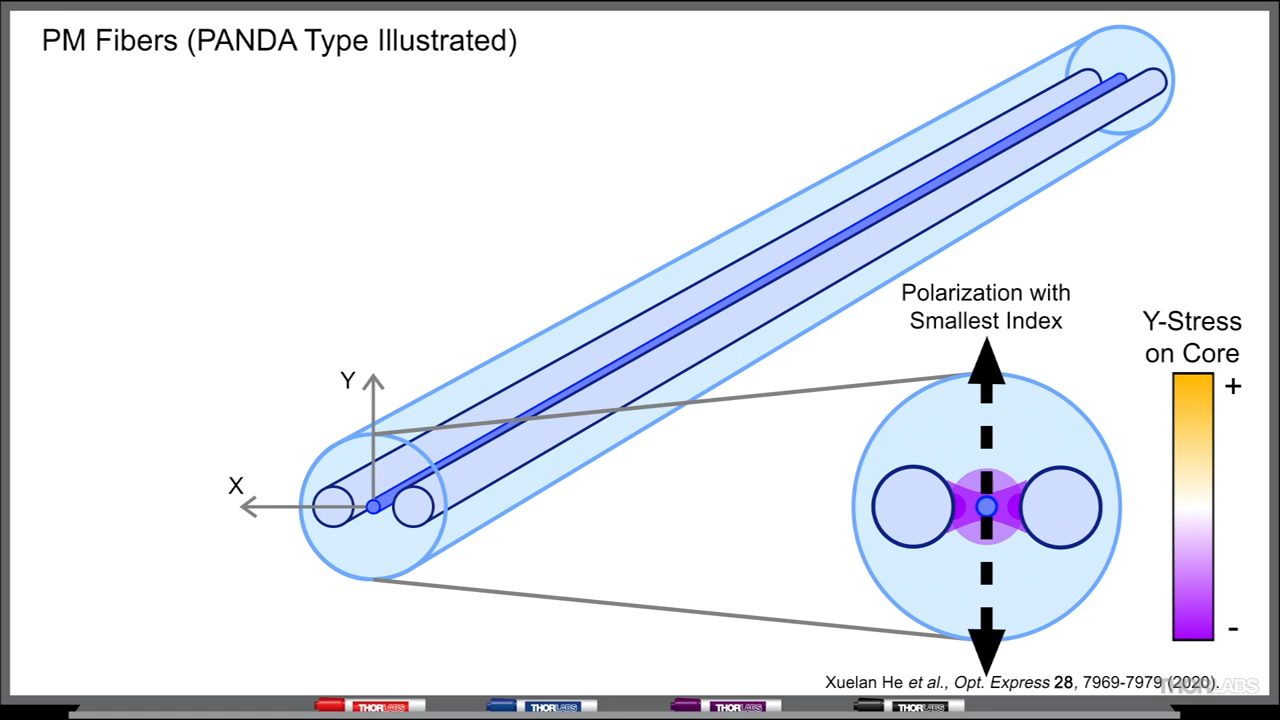 PM Fibers (PANDA Type Illustrated)
Polarization with
Smallest Index
Y-Stress
on Core
+
-
Y
X
Xuelan He et al., Opt. Express 28, 7969-7979 (2020).
THORLABS
THORLABS
THORLABS
THORLABS
THORLABS